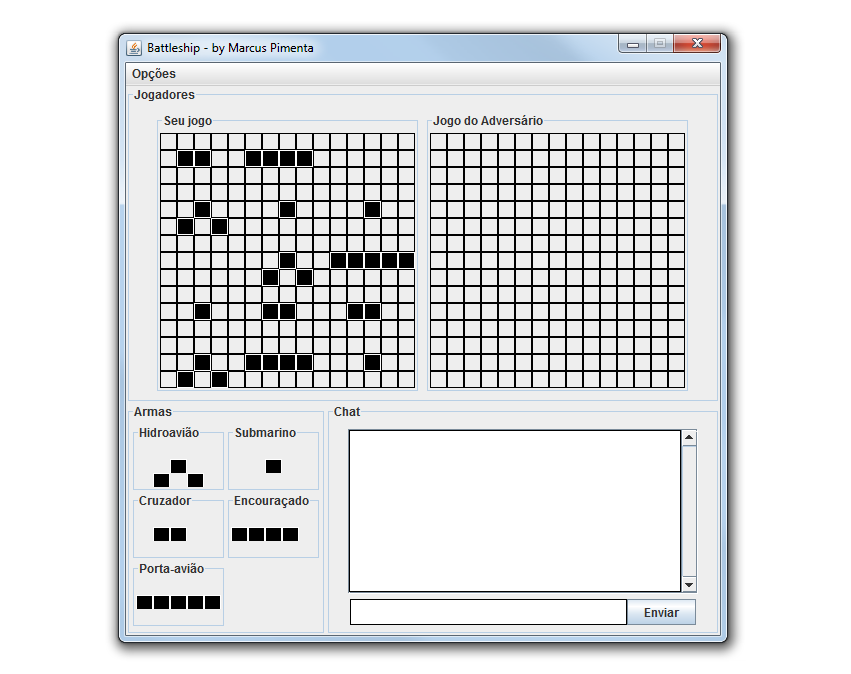 Battleship - by Marcus Pimenta
Opções
Jogadores
Seu jogo
Jogo do Adversário
Armas
Chat
Hidroavião
Submarino
Cruzador
Encouraçado
Porta-avião
Enviar